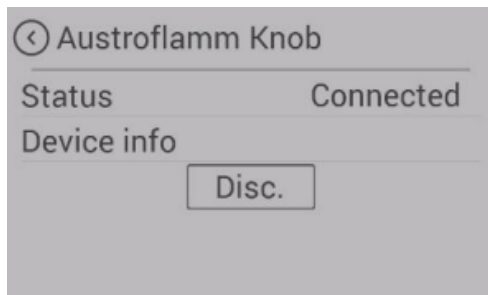 Austroflamm Knob
Status Connected
Device info
Disc.